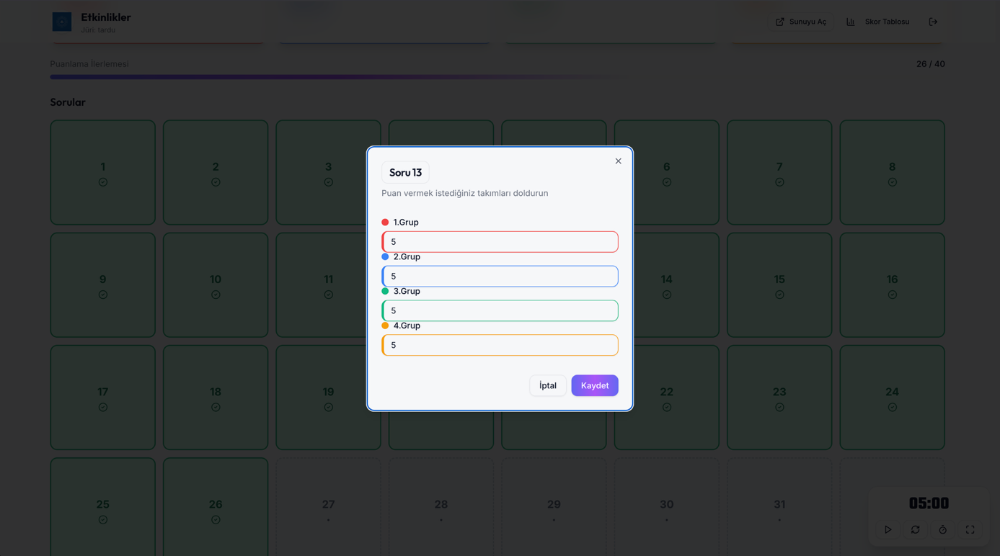 Etkinlikler
Jüri: tardu
Sunuyu Aç
Skor Tablosu
Puanlama İlerlemesi
26 / 40
Sorular
1
2
3
6
7
8
Soru 13
Puan vermek istediğiniz takımları doldurun
1.Grup
5
2.Grup
5
3.Grup
5
4.Grup
5
İptal
Kaydet
9
10
11
14
15
16
17
18
19
22
23
24
25
26
27
28
29
30
31
05:00